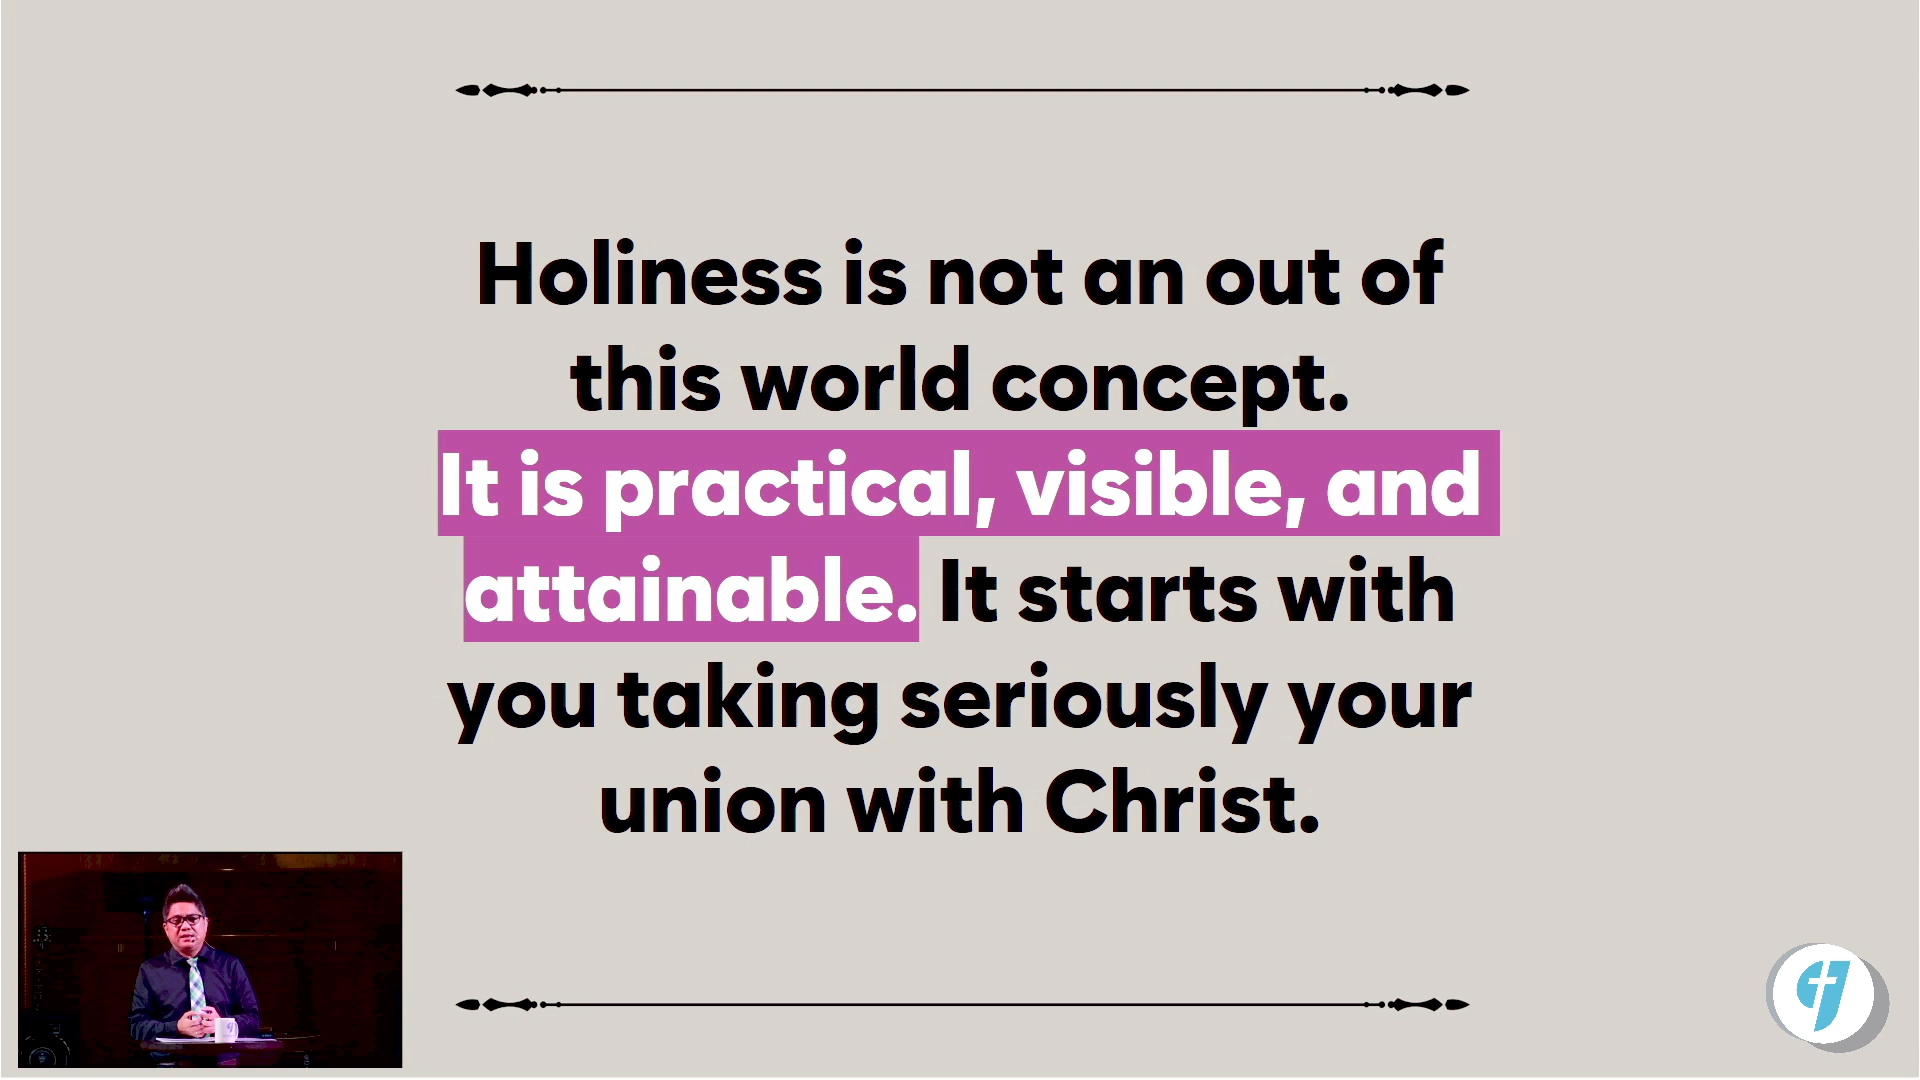 Holiness is not an out of
this world concept.
It is practical, visible, and
attainable. It starts with
you taking seriously your
union with Christ.